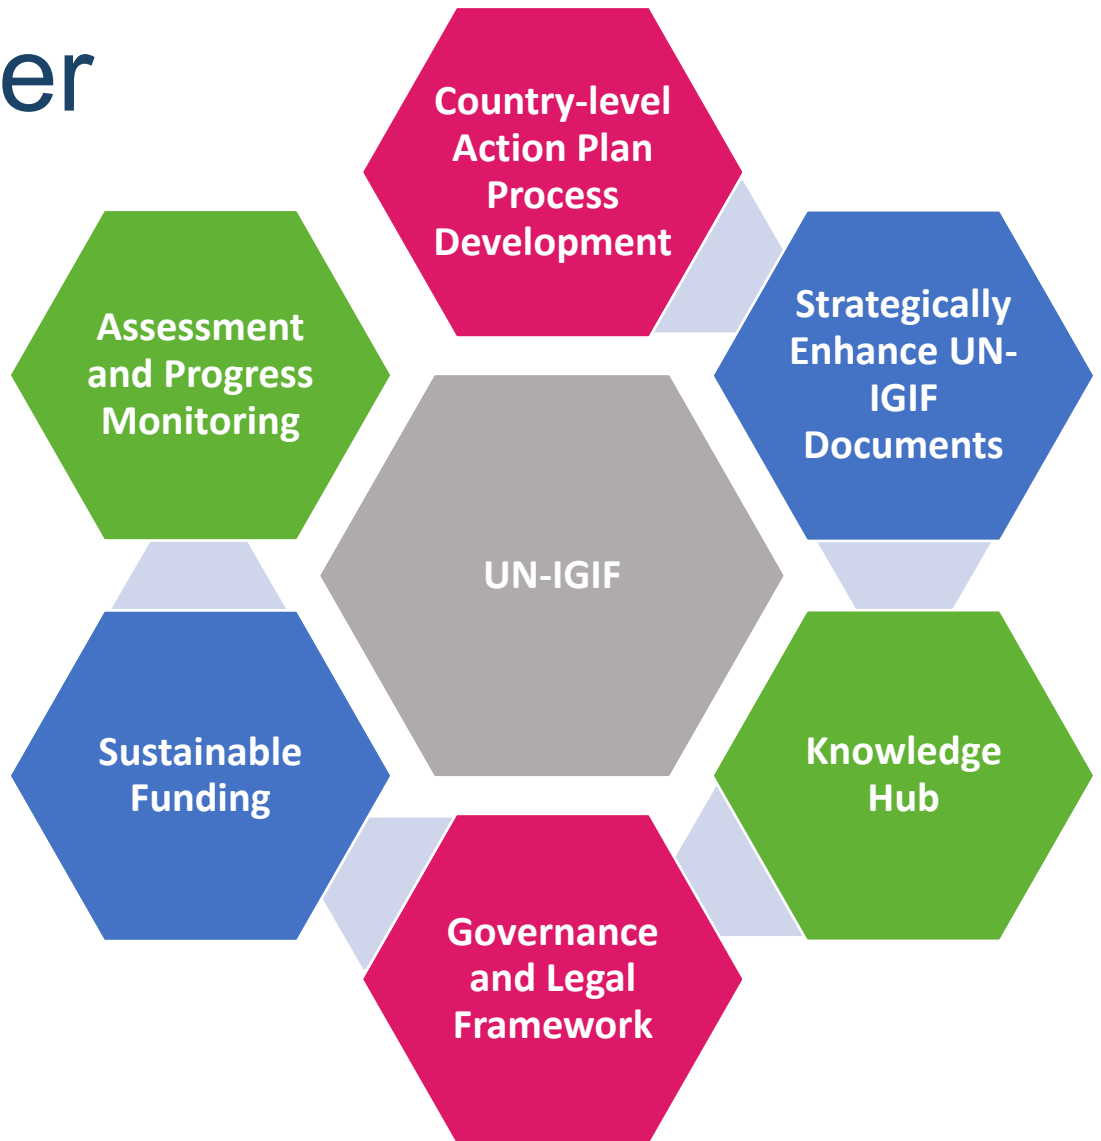 er
Country-level
Action Plan
Process
Development
Strategically
Enhance UN-
IGIF
Documents
Assessment
and Progress
Monitoring
UN-IGIF
Knowledge
Hub
Sustainable
Funding
Governance
and Legal
Framework